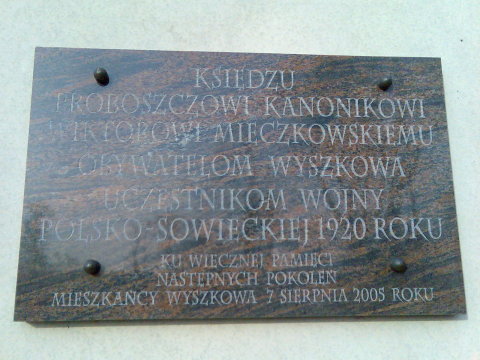 KSIĘDZU
PROBOSZCZOWI KANONIKOWI
WIKTOROWI MIECZKOWSKIEMU
OBYWATELOM WYSZKOWA
UCZESTNIKOM WOJNY
POLSKO-SOWIECKIEJ 1920 ROKU
KU WIECZNEJ PAMIĘCI
NASTĘPNYCH POKOLEŃ
MIESZKAŃCY WYSZKOWA 7 SIERPNIA 2005 ROKU